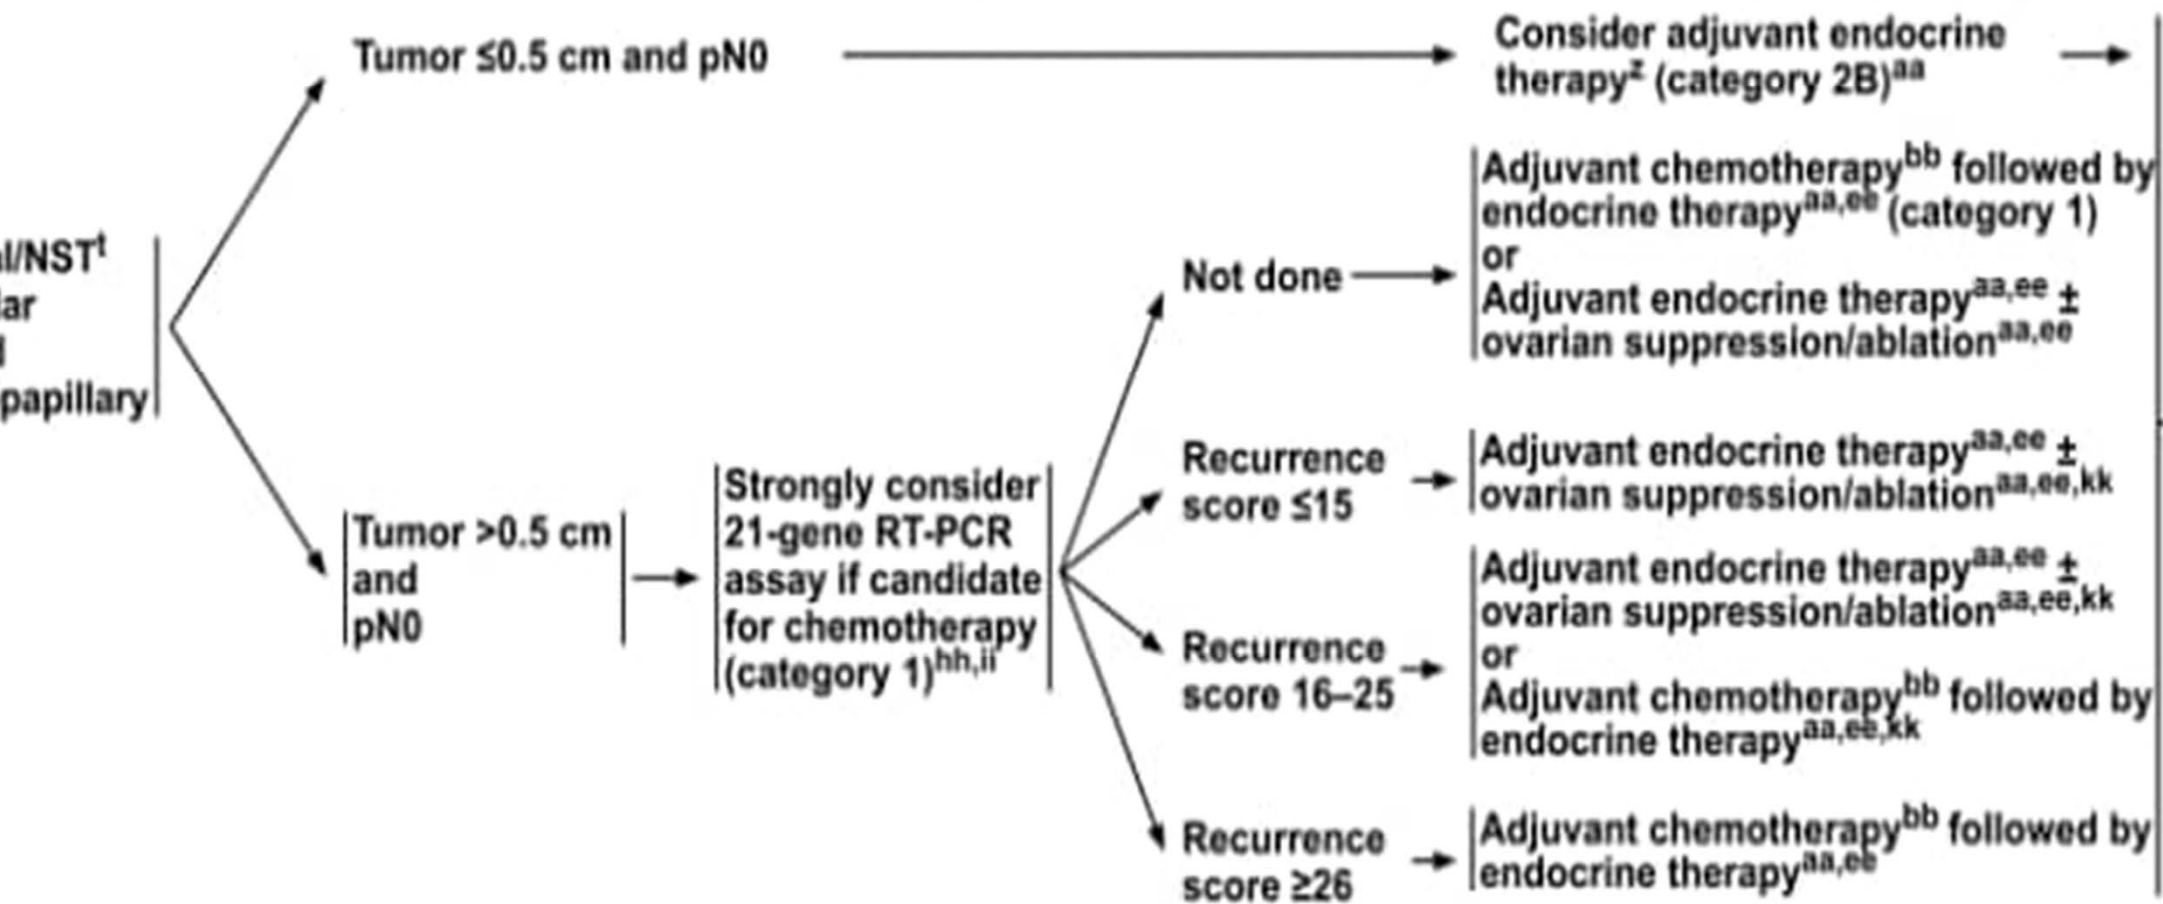 Tumor ≤0.5 cm and pN0
Consider adjuvant endocrine
therapyᶻ (category 2B)ᵃᵃ
l/NSTᵗ
lar
papillary
Tumor >0.5 cm
and
pN0
Strongly consider
21-gene RT-PCR
assay if candidate
for chemotherapy
(category 1)ʰʰ,ⁱⁱ
Not done
Adjuvant chemotherapyᵇᵇ followed by
endocrine therapyᵃᵃ,ᵉᵉ (category 1)
or
Adjuvant endocrine therapyᵃᵃ,ᵉᵉ ±
ovarian suppression/ablationᵃᵃ,ᵉᵉ
Recurrence
score ≤15
Adjuvant endocrine therapyᵃᵃ,ᵉᵉ ±
ovarian suppression/ablationᵃᵃ,ᵉᵉ,ᵏᵏ
Recurrence
score 16–25
Adjuvant endocrine therapyᵃᵃ,ᵉᵉ ±
ovarian suppression/ablationᵃᵃ,ᵉᵉ,ᵏᵏ
or
Adjuvant chemotherapyᵇᵇ followed by
endocrine therapyᵃᵃ,ᵉᵉ,ᵏᵏ
Recurrence
score ≥26
Adjuvant chemotherapyᵇᵇ followed by
endocrine therapyᵃᵃ,ᵉᵉ